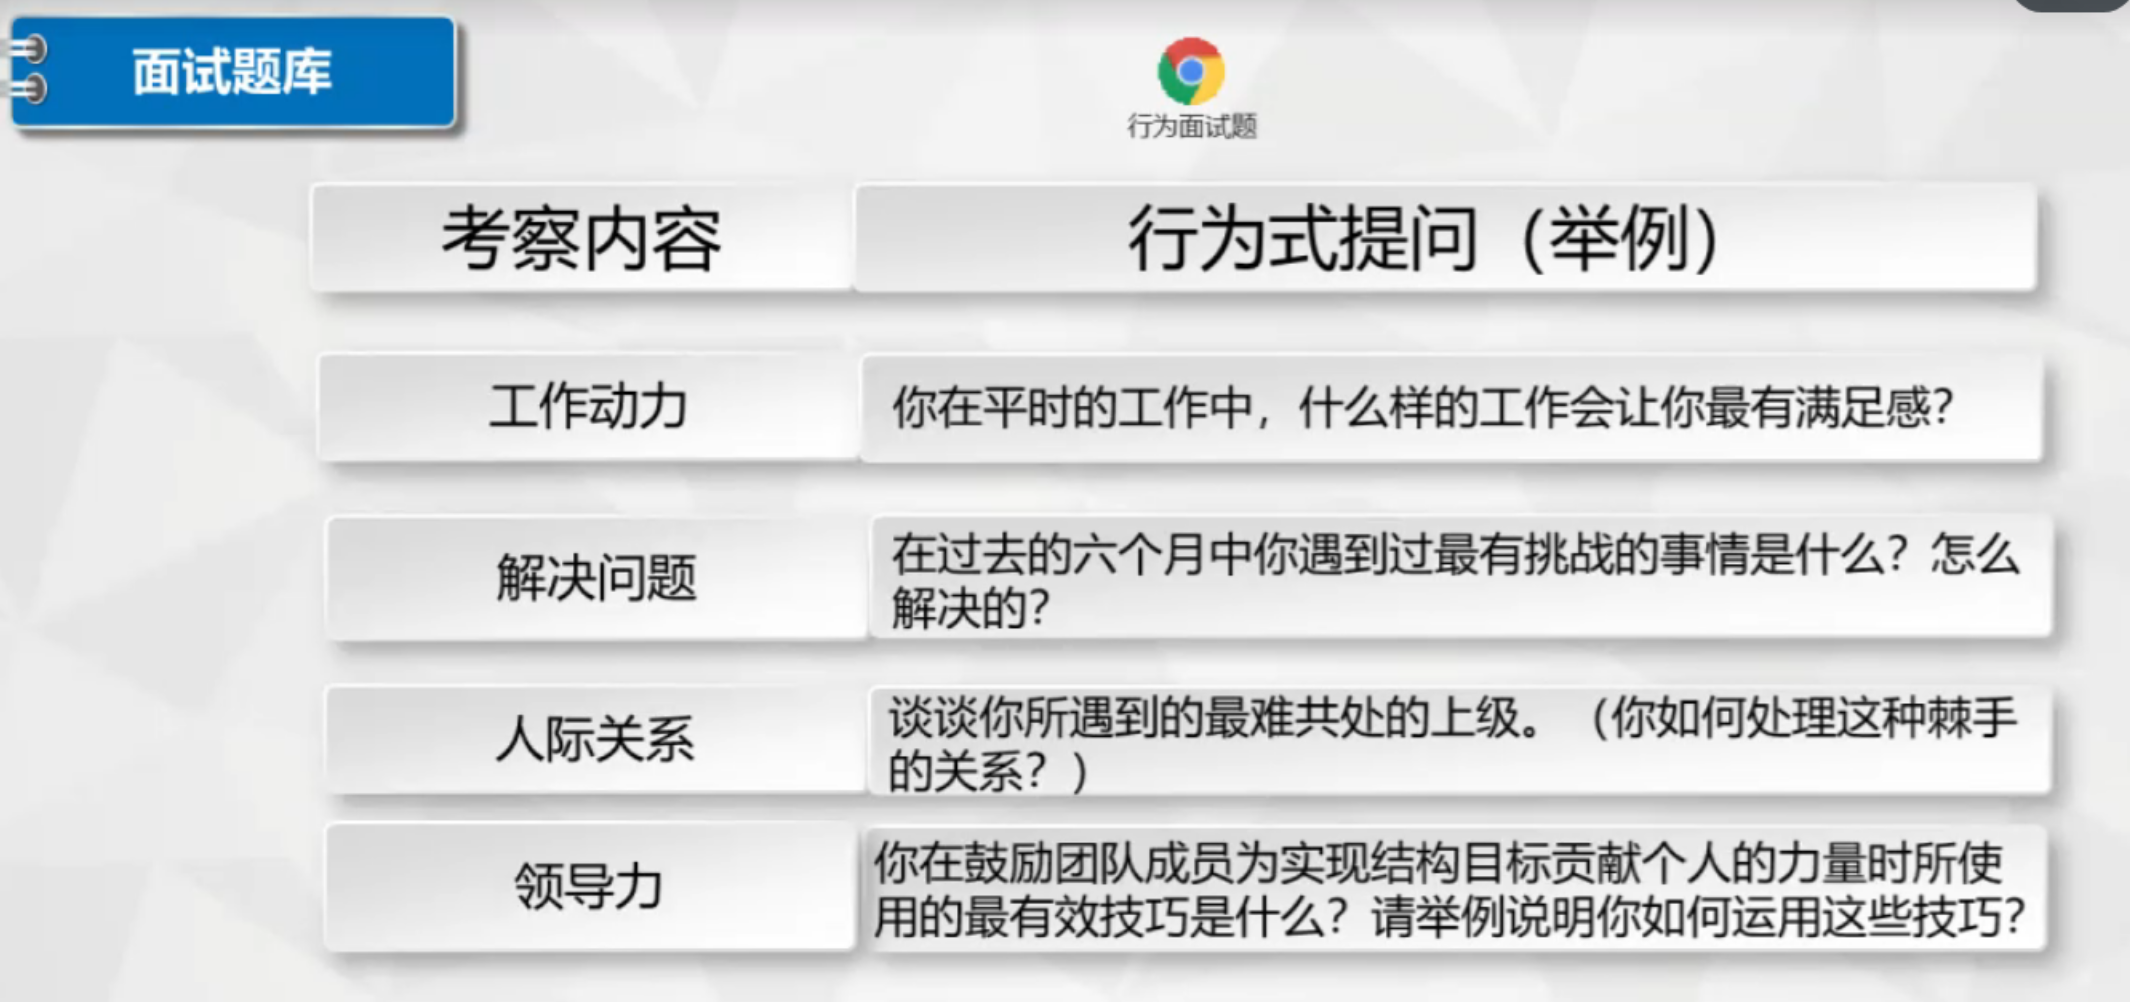 面试题库
行为面试题
考察内容
行为式提问（举例）
工作动力
你在平时的工作中，什么样的工作会让你最有满足感？
解决问题
在过去的六个月中你遇到过最有挑战的事情是什么？怎么
解决的？
人际关系
谈谈你所遇到的最难共处的上级。（你如何处理这种棘手
的关系？）
领导力
你在鼓励团队成员为实现结构目标贡献个人的力量时所使
用的最有效技巧是什么？请举例说明你如何运用这些技巧？